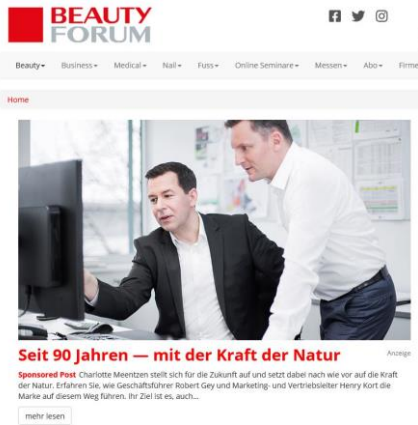 BEAUTY
FORUM
Beauty Business Medical Nail Fuss Online Seminare Messen Abo Firme
Home
Seit 90 Jahren — mit der Kraft der Natur Anzeige
Sponsored Post Charlotte Meentzen stellt sich für die Zukunft auf und setzt dabei nach wie vor auf die Kraft
der Natur. Erfahren Sie, wie Geschäftsführer Robert Gey und Marketing- und Vertriebsleiter Henry Kort die
Marke auf diesem Weg führen. Ihr Ziel ist es, auch...
mehr lesen